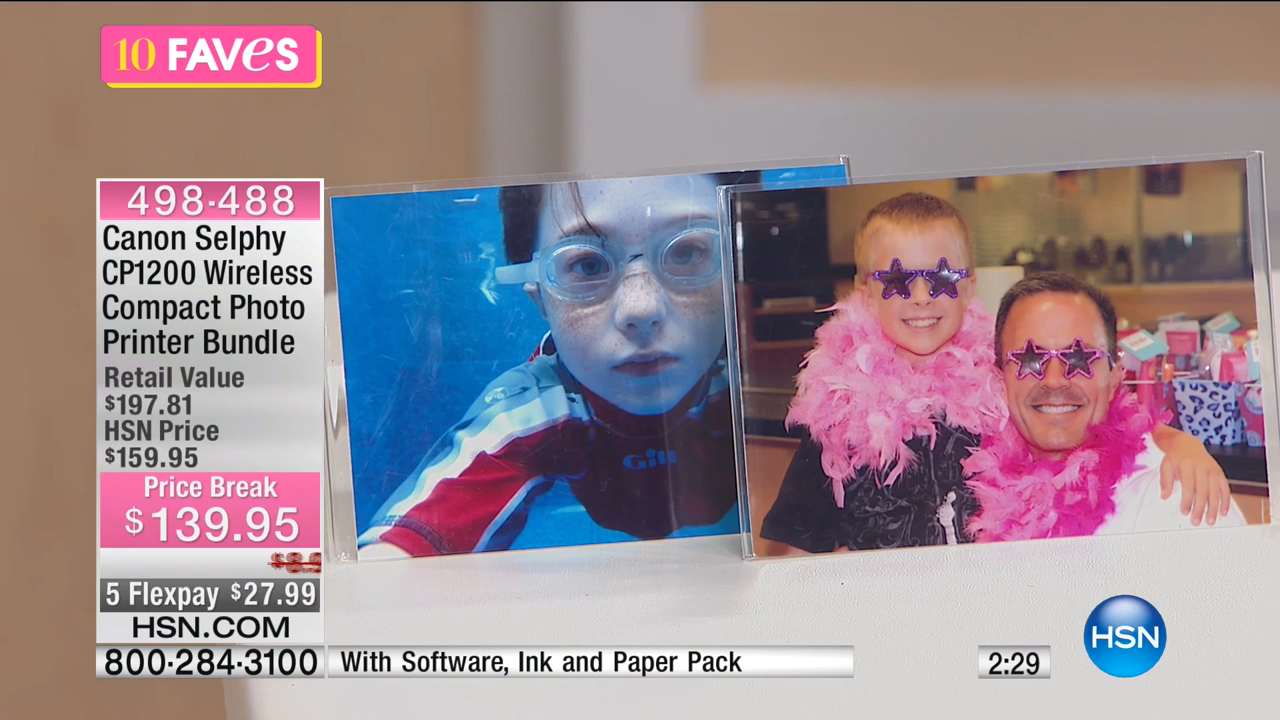 10 FAVeS
498·488
Canon Selphy
CP1200 Wireless
Compact Photo
Printer Bundle
Retail Value
$197.81
HSN Price
$159.95
Price Break
$139.95
5 Flexpay $27.99
HSN.COM
800·284·3100
With Software, Ink and Paper Pack
2:29
HSN
Gill